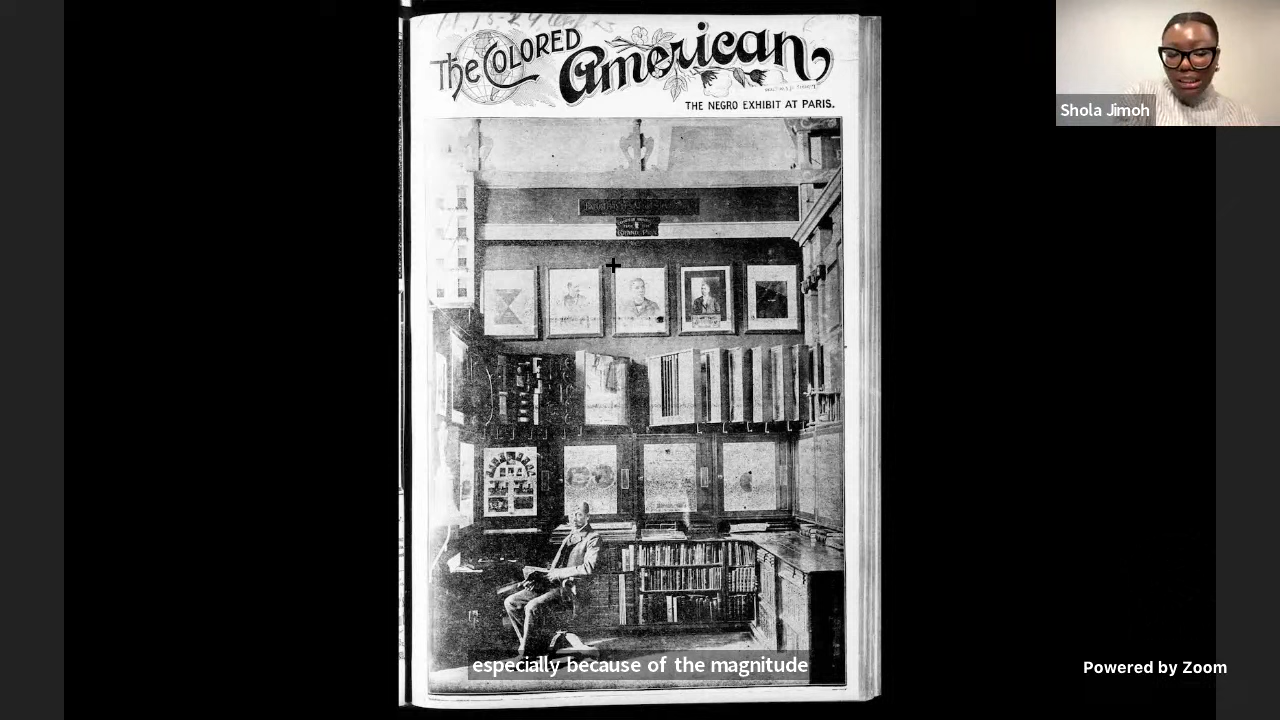 The COLORED American
THE NEGRO EXHIBIT AT PARIS.
Shola Jimoh
especially because of the magnitude
Powered by Zoom